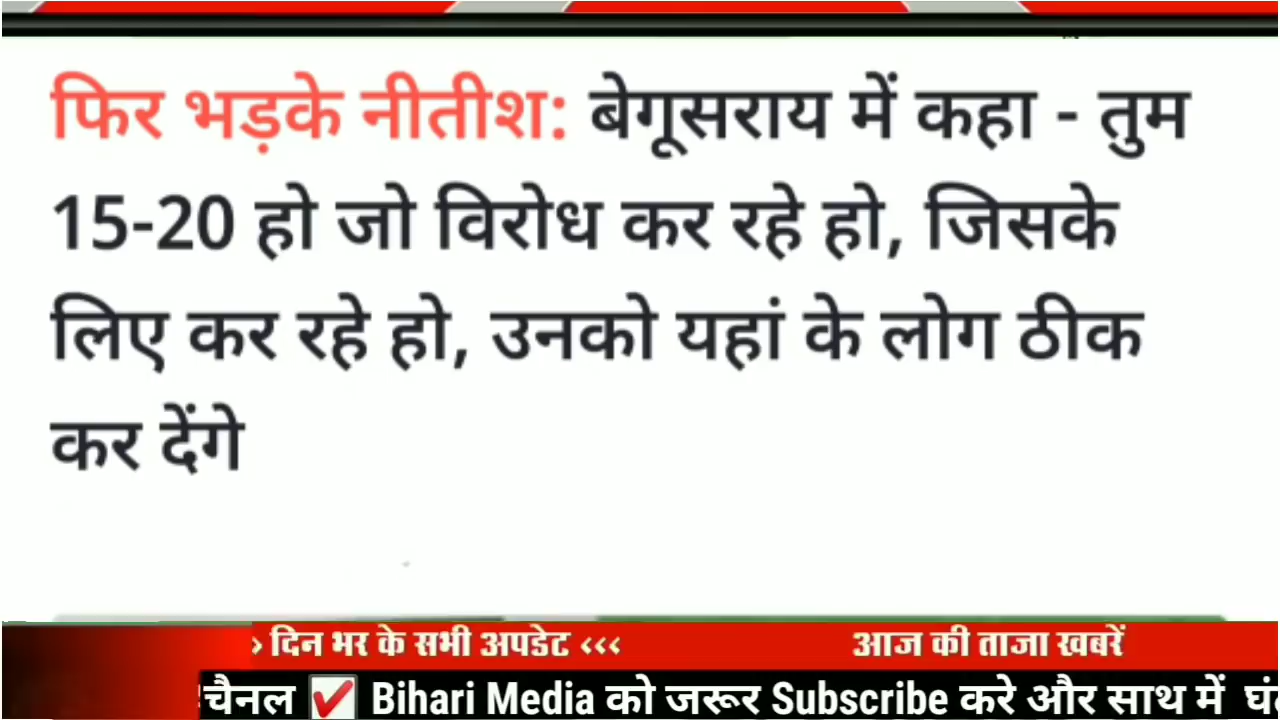 फिर भड़के नीतीश: बेगूसराय में कहा - तुम
15-20 हो जो विरोध कर रहे हो, जिसके
लिए कर रहे हो, उनको यहां के लोग ठीक
कर देंगे
› दिन भर के सभी अपडेट ‹‹‹ आज की ताजा खबरें
चैनल ✔ Bihari Media को जरूर Subscribe करे और साथ में